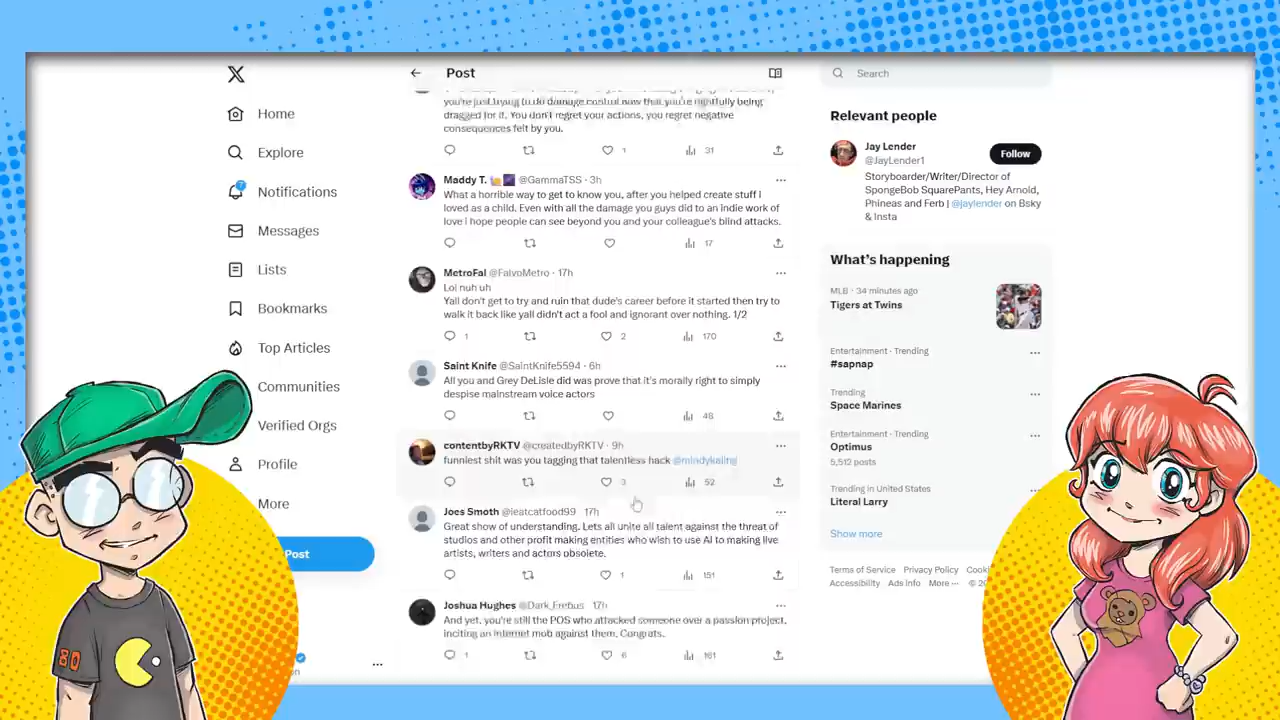 X
Home
Explore
Notifications
Messages
Lists
Bookmarks
Top Articles
Communities
Verified Orgs
Profile
More
Post
Post
you're just trying to do damage control now that you're rightfully being
dragged for it. You don't regret your actions, you regret negative
consequences felt by you.
1 31
Maddy T. @GammaTSS · 3h
What a horrible way to get to know you, after you helped create stuff I
loved as a child. Even with all the damage you guys did to an indie work of
love I hope people can see beyond you and your colleague's blind attacks.
17
MetroFal @FalvoMetro · 17h
Lol nuh uh
Yall don't get to try and ruin that dude's career before it started then try to
walk it back like yall didn't act a fool and ignorant over nothing. 1/2
1 2 170
Saint Knife @SaintKnife5594 · 6h
All you and Grey DeLisle did was prove that it's morally right to simply
despise mainstream voice actors
48
contentbyRKTV @createdbyRKTV · 9h
funniest shit was you tagging that talentless hack @mindykaling
3 52
Joes Smoth @leatcatfood99 17h
Great show of understanding. Lets all unite all talent against the threat of
studios and other profit making entities who wish to use AI to making live
artists, writers and actors obsolete.
1 151
Joshua Hughes @Dark_Erebus 17h
And yet, you're still the POS who attacked someone over a passion project,
inciting an internet mob against them. Congrats.
1 6 161
Search
Relevant people
Jay Lender
@JayLender1
Follow
Storyboarder/Writer/Director of
SpongeBob SquarePants, Hey Arnold,
Phineas and Ferb | @jaylender on Bsky
& Insta
What's happening
MLB · 34 minutes ago
Tigers at Twins
Entertainment · Trending
#sapnap
Trending
Space Marines
Entertainment · Trending
Optimus
5,512 posts
Trending in United States
Literal Larry
Show more
Terms of Service Privacy Policy Cook
Accessibility Ads info More ··· © 20
80